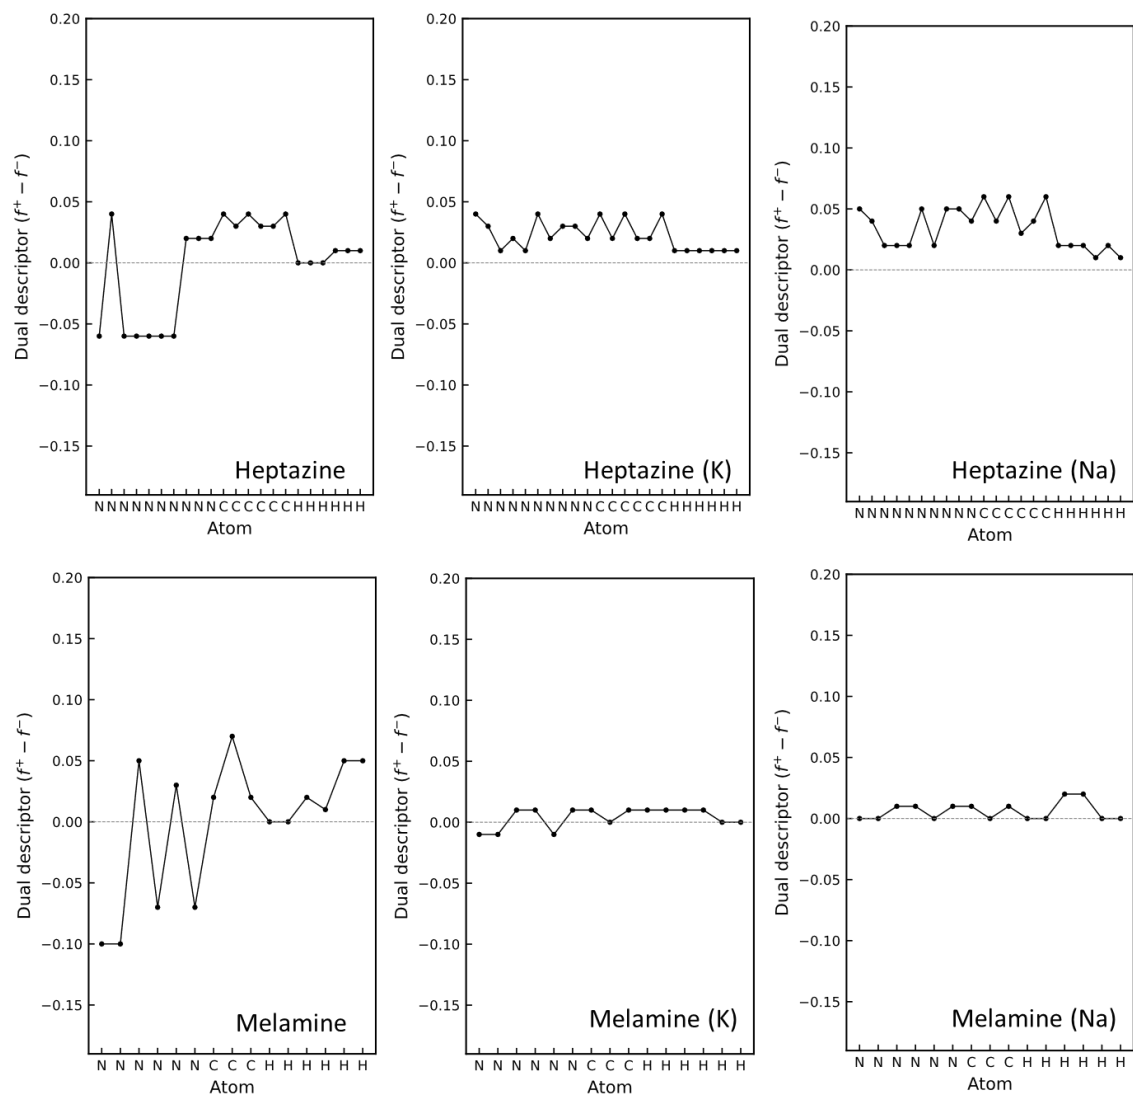 0.20
0.15
0.10
0.05
0.00
−0.05
−0.10
−0.15
Dual descriptor (f⁺ − f⁻)
Heptazine
N N N N N N N N N N C C C C C C H H H H H H
Atom
0.20
0.15
0.10
0.05
0.00
−0.05
−0.10
−0.15
Dual descriptor (f⁺ − f⁻)
Heptazine (K)
N N N N N N N N N N C C C C C C H H H H H H
Atom
0.20
0.15
0.10
0.05
0.00
−0.05
−0.10
−0.15
Dual descriptor (f⁺ − f⁻)
Heptazine (Na)
N N N N N N N N N N C C C C C C H H H H H H
Atom
0.20
0.15
0.10
0.05
0.00
−0.05
−0.10
−0.15
Dual descriptor (f⁺ − f⁻)
Melamine
N N N N N N C C C H H H H H H
Atom
0.20
0.15
0.10
0.05
0.00
−0.05
−0.10
−0.15
Dual descriptor (f⁺ − f⁻)
Melamine (K)
N N N N N N C C C H H H H H H
Atom
0.20
0.15
0.10
0.05
0.00
−0.05
−0.10
−0.15
Dual descriptor (f⁺ − f⁻)
Melamine (Na)
N N N N N N C C C H H H H H H
Atom